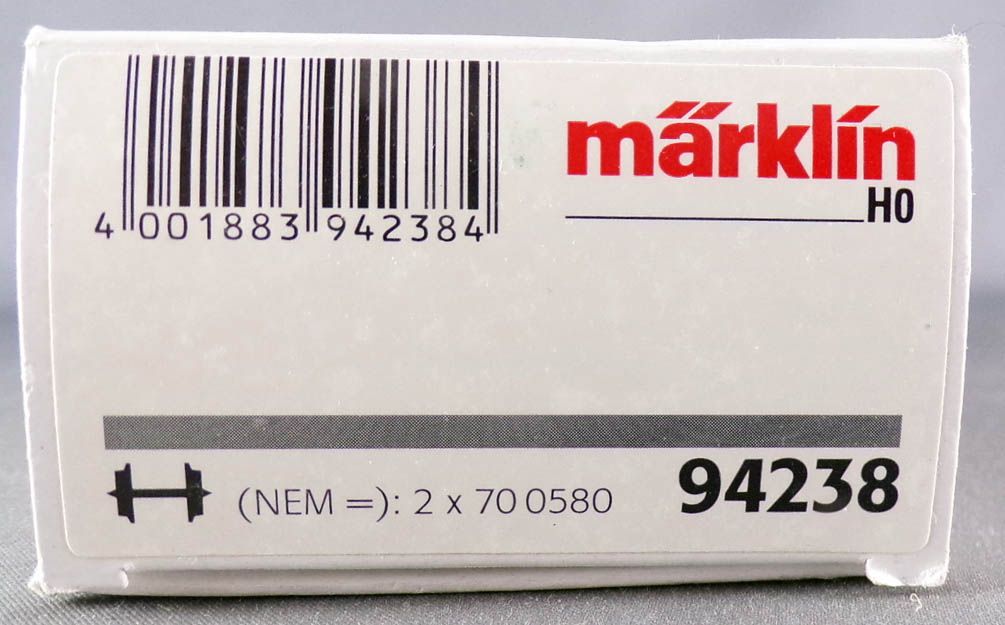 märklin
H0
4 001883 942384
(NEM =): 2 x 70 0580
94238